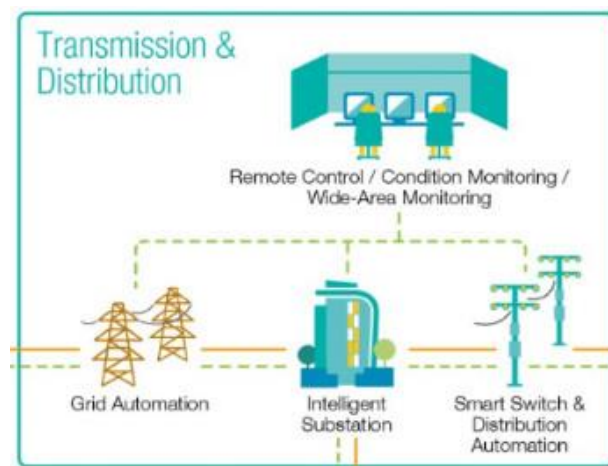 Transmission &
Distribution
Remote Control / Condition Monitoring /
Wide-Area Monitoring
Grid Automation
Intelligent
Substation
Smart Switch &
Distribution
Automation